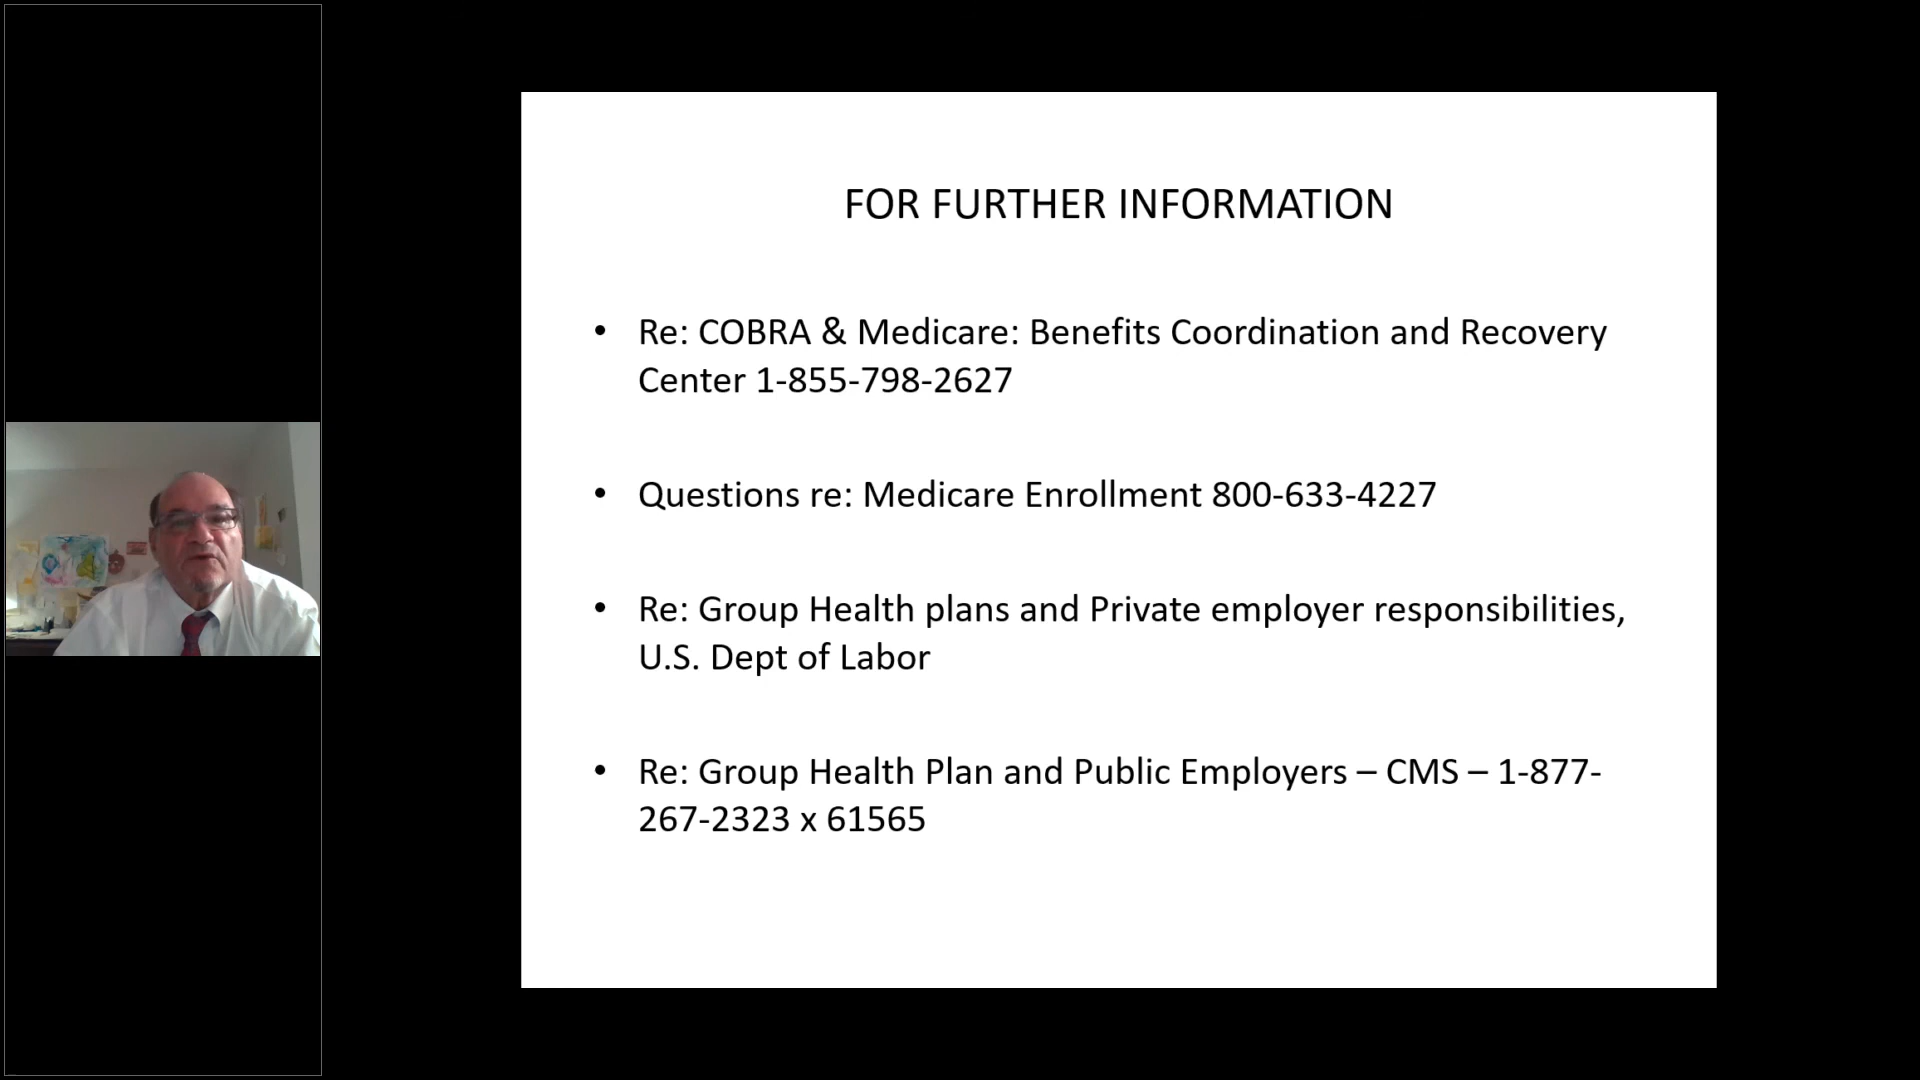 FOR FURTHER INFORMATION
• Re: COBRA & Medicare: Benefits Coordination and Recovery
Center 1-855-798-2627
• Questions re: Medicare Enrollment 800-633-4227
• Re: Group Health plans and Private employer responsibilities,
U.S. Dept of Labor
• Re: Group Health Plan and Public Employers – CMS – 1-877-
267-2323 x 61565